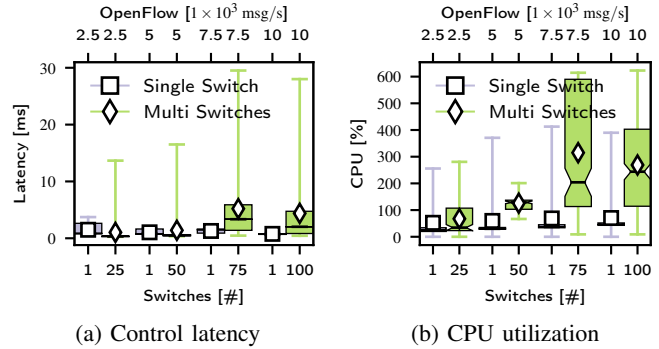 OpenFlow [1 × 10³ msg/s]
2.5 2.5 5 5 7.5 7.5 10 10
Latency [ms]
30
20
10
0
Single Switch
Multi Switches
1 25 1 50 1 75 1 100
Switches [#]
(a) Control latency
OpenFlow [1 × 10³ msg/s]
2.5 2.5 5 5 7.5 7.5 10 10
CPU [%]
600
500
400
300
200
100
0
Single Switch
Multi Switches
1 25 1 50 1 75 1 100
Switches [#]
(b) CPU utilization